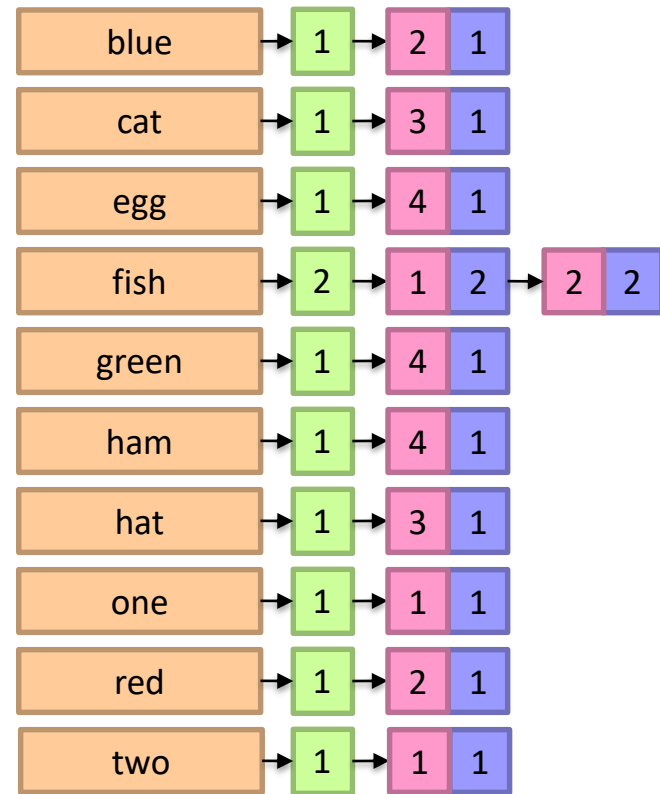 blue 1 2 1
cat 1 3 1
egg 1 4 1
fish 2 1 2 2 2
green 1 4 1
ham 1 4 1
hat 1 3 1
one 1 1 1
red 1 2 1
two 1 1 1